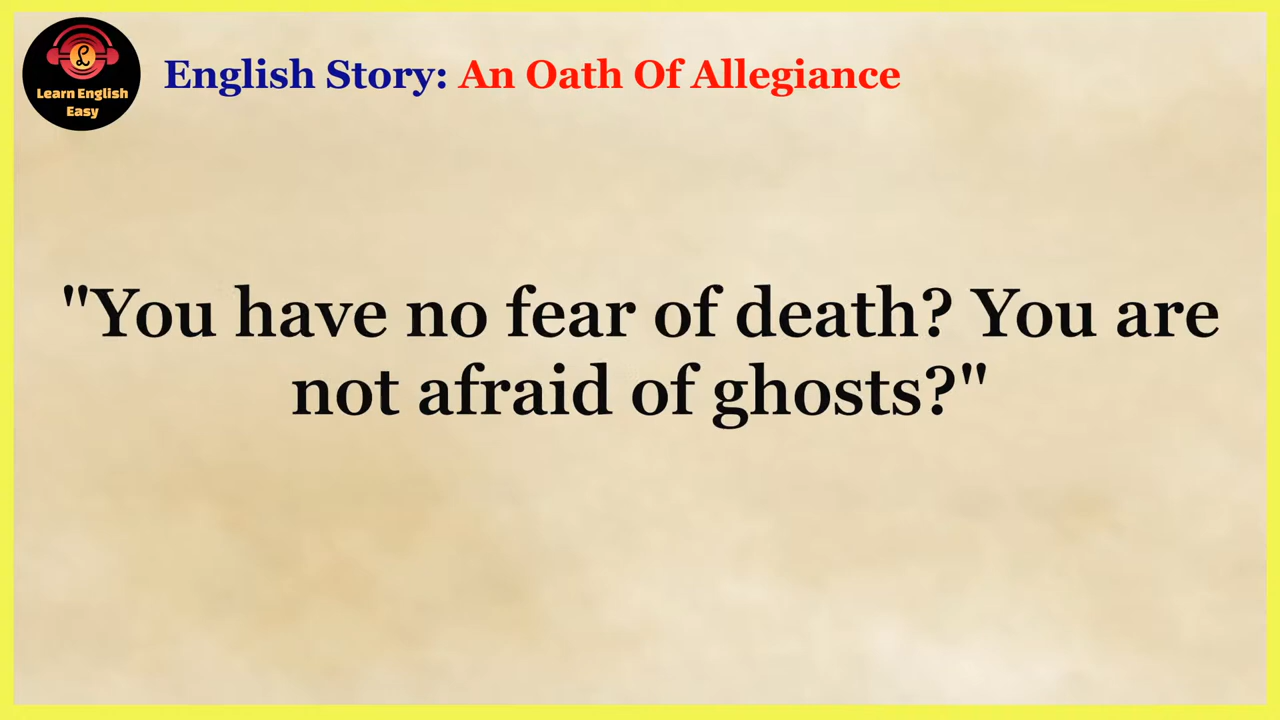 Learn English
Easy
English Story: An Oath Of Allegiance
"You have no fear of death? You are
not afraid of ghosts?"